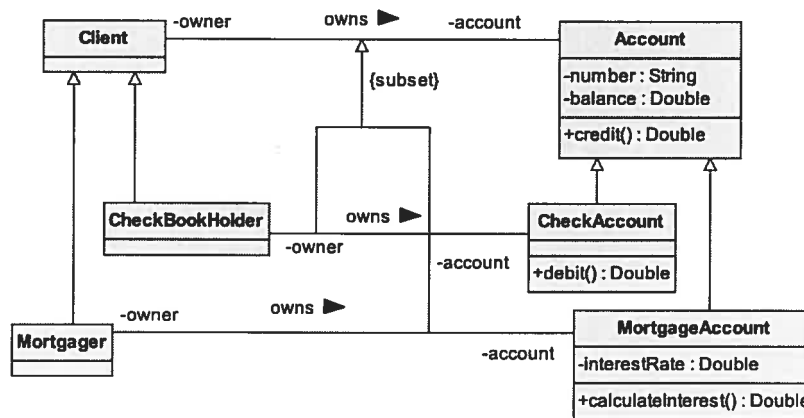 Client
-owner
owns
-account
Account
-number : String
-balance : Double
+credit() : Double
{subset}
CheckBookHolder
-owner
owns
-account
CheckAccount
+debit() : Double
Mortgager
-owner
owns
-account
MortgageAccount
-interestRate : Double
+calculateInterest() : Double